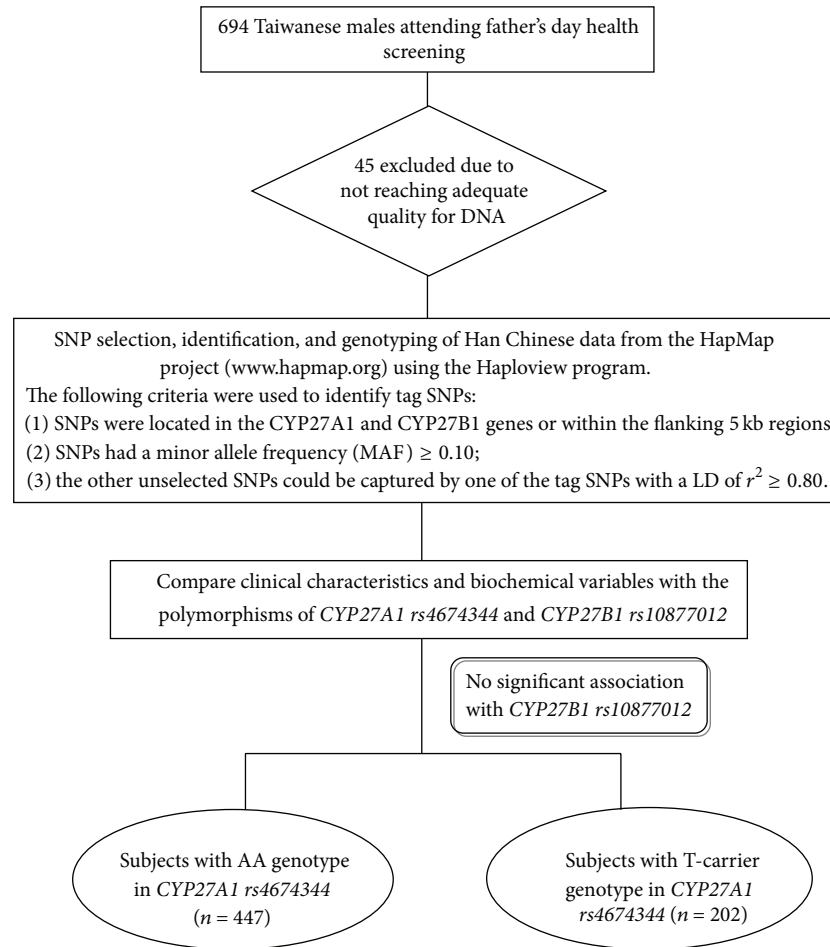 694 Taiwanese males attending father's day health
screening
45 excluded due to
not reaching adequate
quality for DNA
SNP selection, identification, and genotyping of Han Chinese data from the HapMap
project (www.hapmap.org) using the Haploview program.
The following criteria were used to identify tag SNPs:
(1) SNPs were located in the CYP27A1 and CYP27B1 genes or within the flanking 5 kb regions
(2) SNPs had a minor allele frequency (MAF) ≥ 0.10;
(3) the other unselected SNPs could be captured by one of the tag SNPs with a LD of r² ≥ 0.80.
Compare clinical characteristics and biochemical variables with the
polymorphisms of CYP27A1 rs4674344 and CYP27B1 rs10877012
No significant association
with CYP27B1 rs10877012
Subjects with AA genotype
in CYP27A1 rs4674344
(n = 447)
Subjects with T-carrier
genotype in CYP27A1
rs4674344 (n = 202)